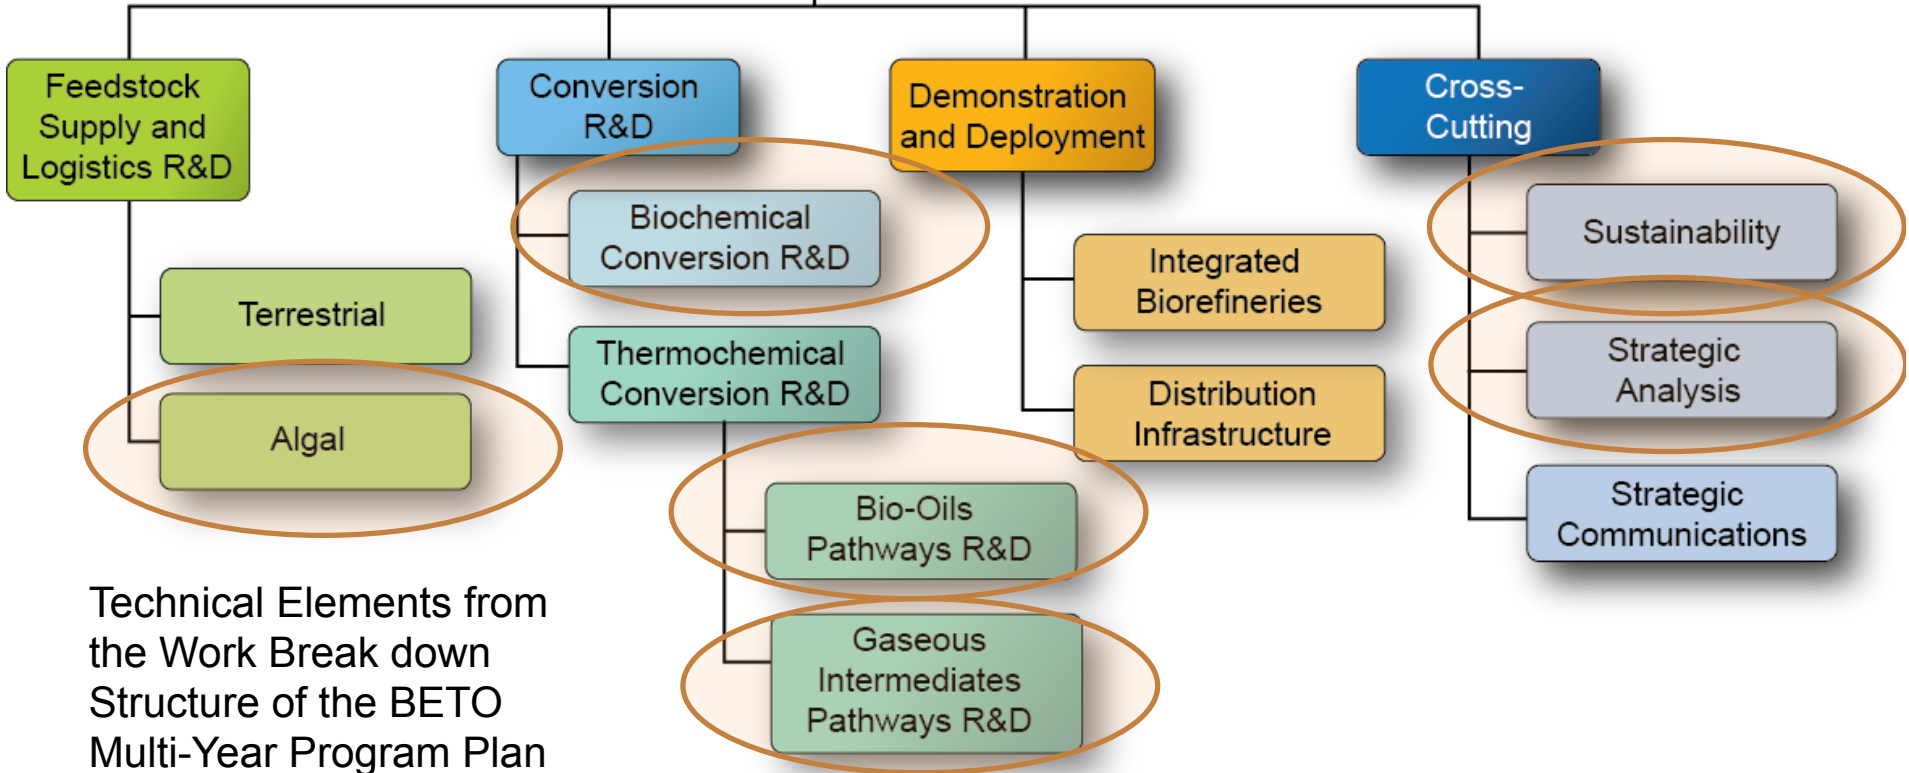 Feedstock
Supply and
Logistics R&D
Terrestrial
Algal
Conversion
R&D
Biochemical
Conversion R&D
Thermochemical
Conversion R&D
Bio-Oils
Pathways R&D
Gaseous
Intermediates
Pathways R&D
Demonstration
and Deployment
Integrated
Biorefineries
Distribution
Infrastructure
Cross-
Cutting
Sustainability
Strategic
Analysis
Strategic
Communications
Technical Elements from
the Work Break down
Structure of the BETO
Multi-Year Program Plan